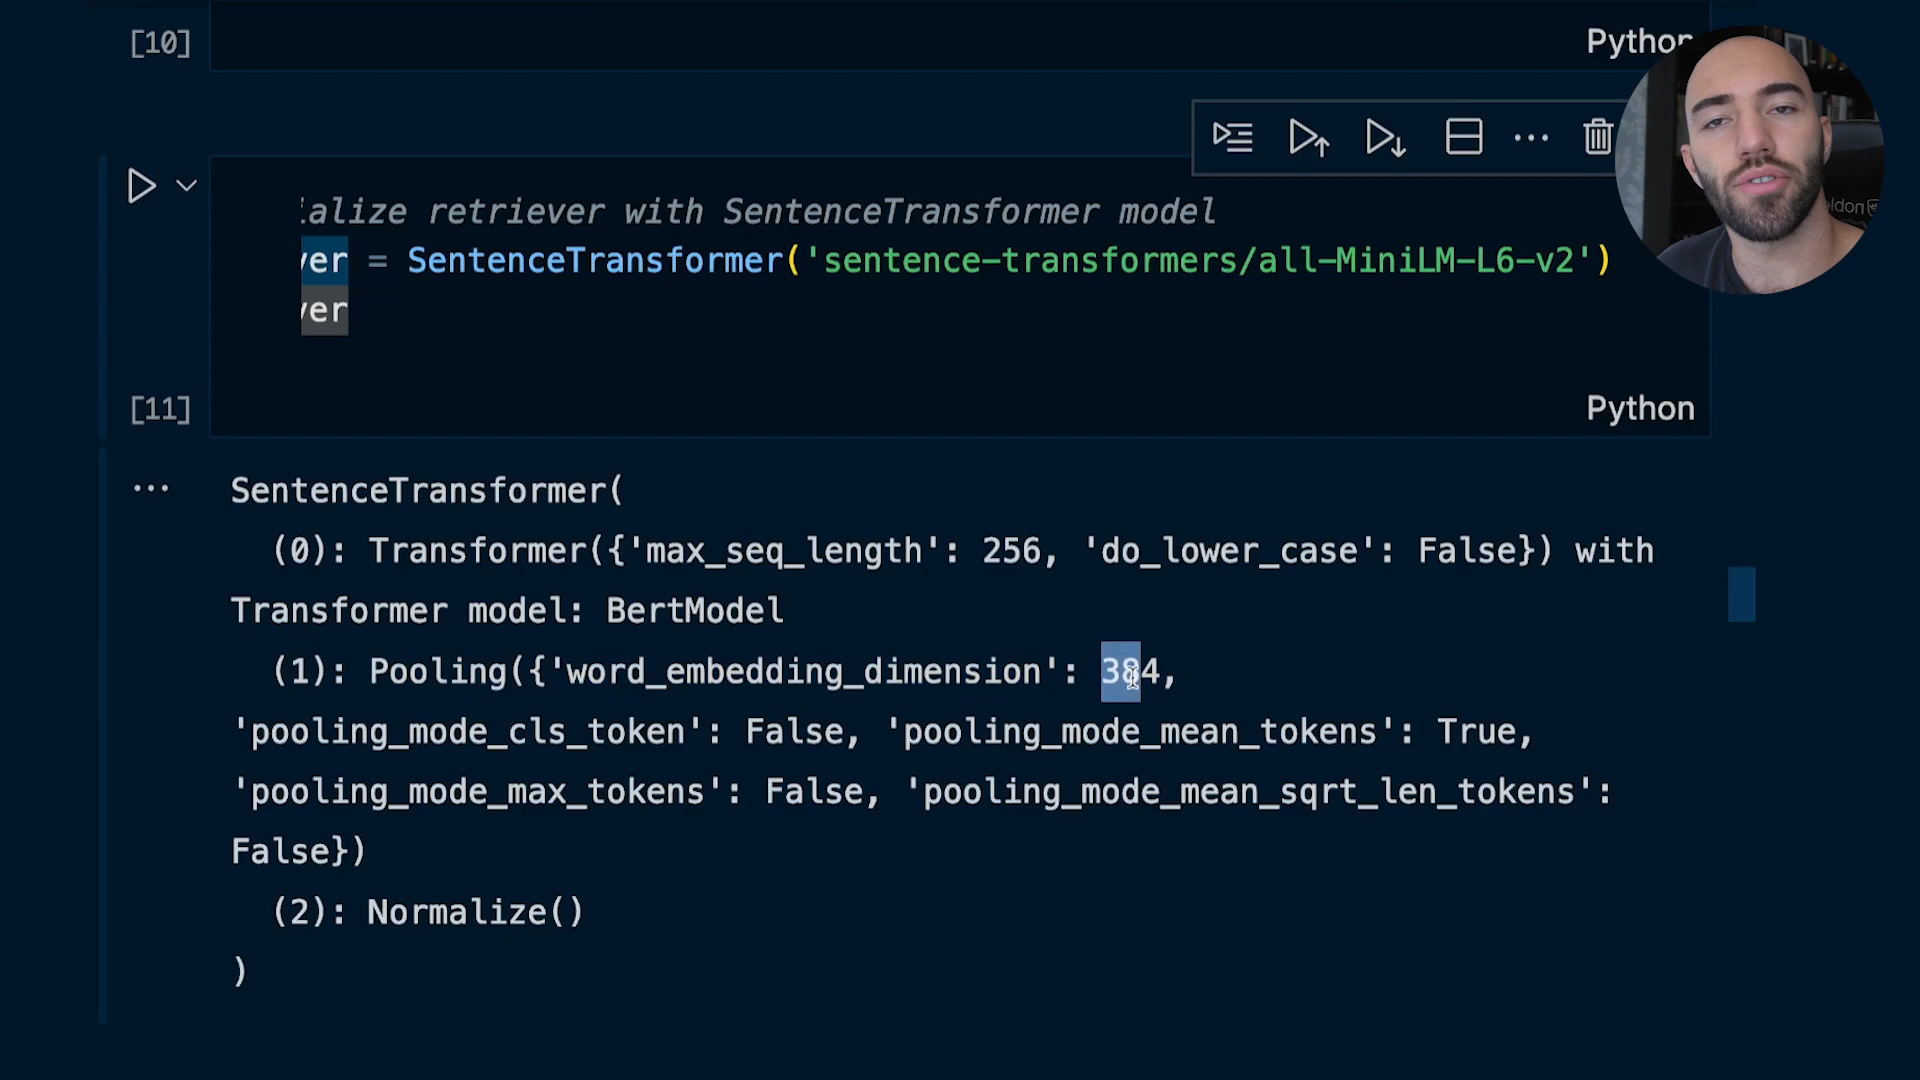 [10]
Python
ialize retriever with SentenceTransformer model
ver = SentenceTransformer('sentence-transformers/all-MiniLM-L6-v2')
ver
[11]
Python
SentenceTransformer(
(0): Transformer({'max_seq_length': 256, 'do_lower_case': False}) with
Transformer model: BertModel
(1): Pooling({'word_embedding_dimension': 384,
'pooling_mode_cls_token': False, 'pooling_mode_mean_tokens': True,
'pooling_mode_max_tokens': False, 'pooling_mode_mean_sqrt_len_tokens':
False})
(2): Normalize()
)